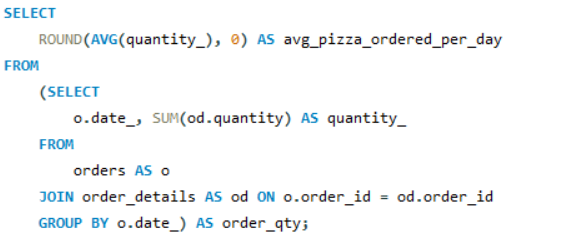 SELECT
ROUND(AVG(quantity_), 0) AS avg_pizza_ordered_per_day
FROM
(SELECT
o.date_, SUM(od.quantity) AS quantity_
FROM
orders AS o
JOIN order_details AS od ON o.order_id = od.order_id
GROUP BY o.date_) AS order_qty;